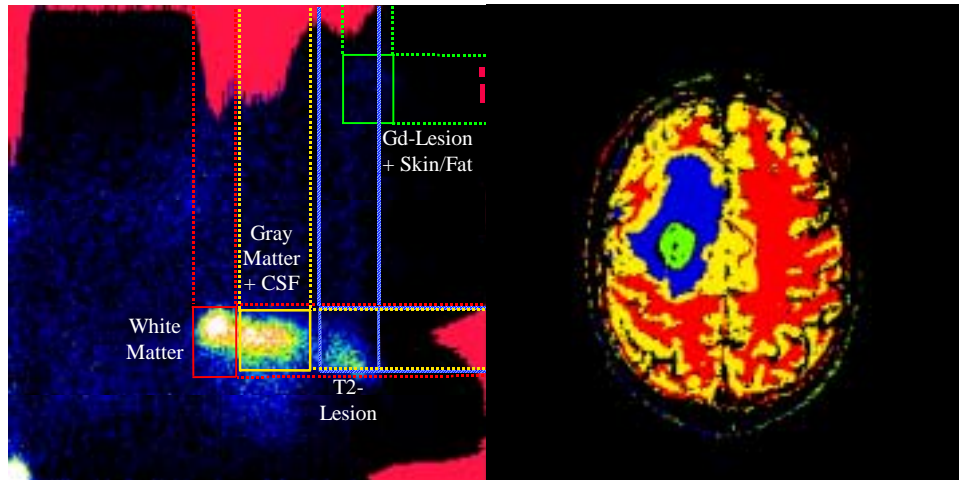 Gd-Lesion
+ Skin/Fat
Gray
Matter
+ CSF
White
Matter
T2-
Lesion